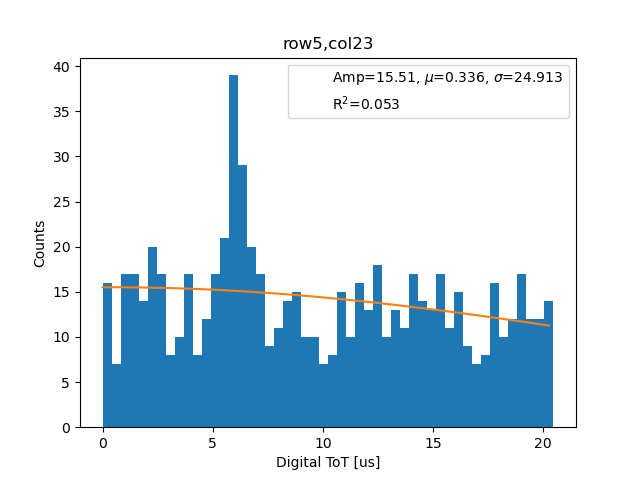 row5,col23
Amp=15.51, μ=0.336, σ=24.913
R²=0.053
40
35
30
25
20
15
10
5
0
Counts
0 5 10 15 20
Digital ToT [us]